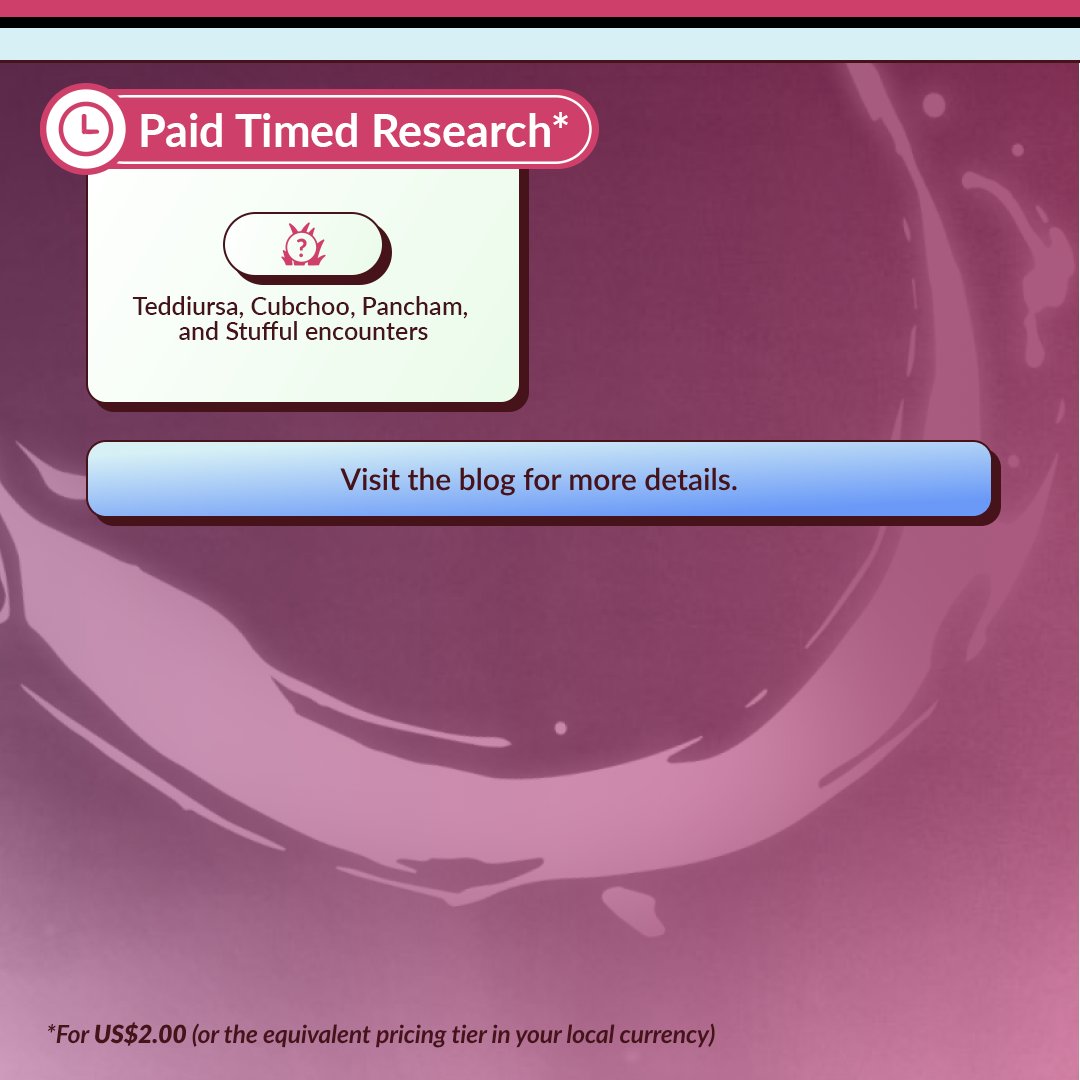 Paid Timed Research*
?
Teddiursa, Cubchoo, Pancham,
and Stufful encounters
Visit the blog for more details.
*For US$2.00 (or the equivalent pricing tier in your local currency)